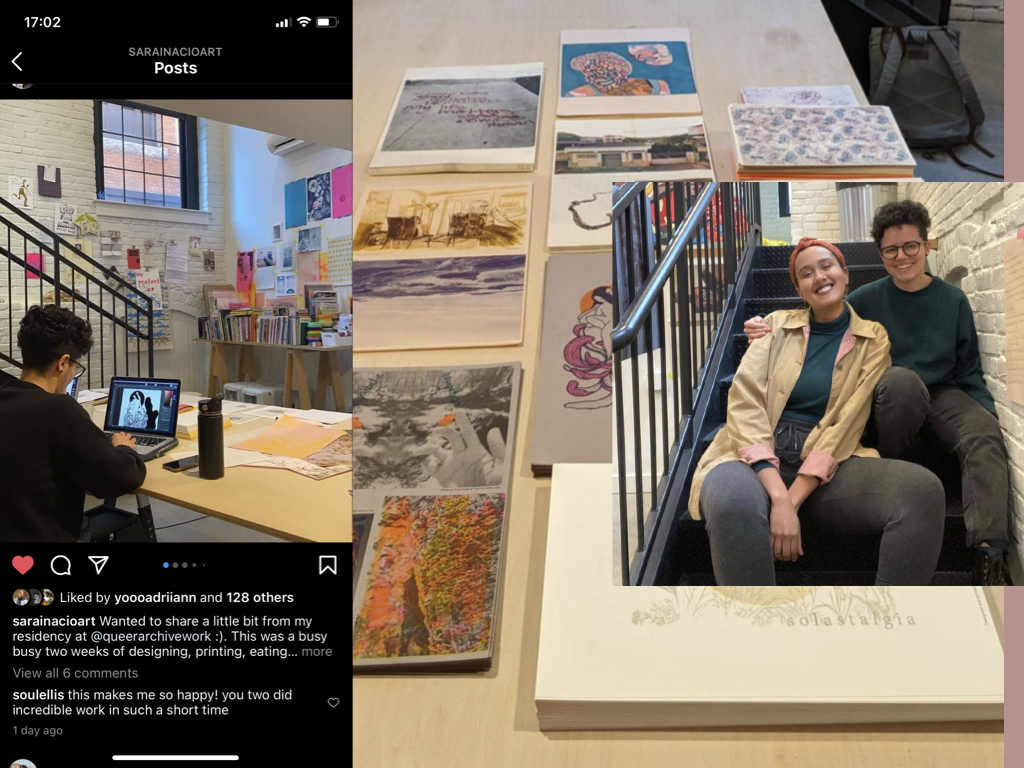 17:02
SARAINACIOART
Posts
Liked by yoooadriiann and 128 others
sarainacioart Wanted to share a little bit from my
residency at @queerarchivework :). This was a busy
busy two weeks of designing, printing, eating... more
View all 6 comments
soulellis this makes me so happy! you two did
incredible work in such a short time
1 day ago
solastalgia